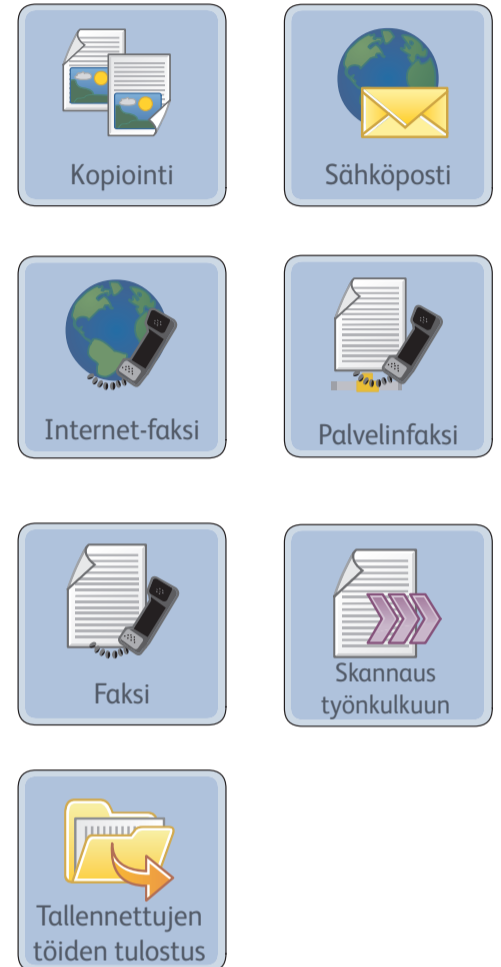 Kopiointi
Sähköposti
Internet-faksi
Palvelinfaksi
Faksi
Skannaus
työnkulkuun
Tallennettujen
töiden tulostus